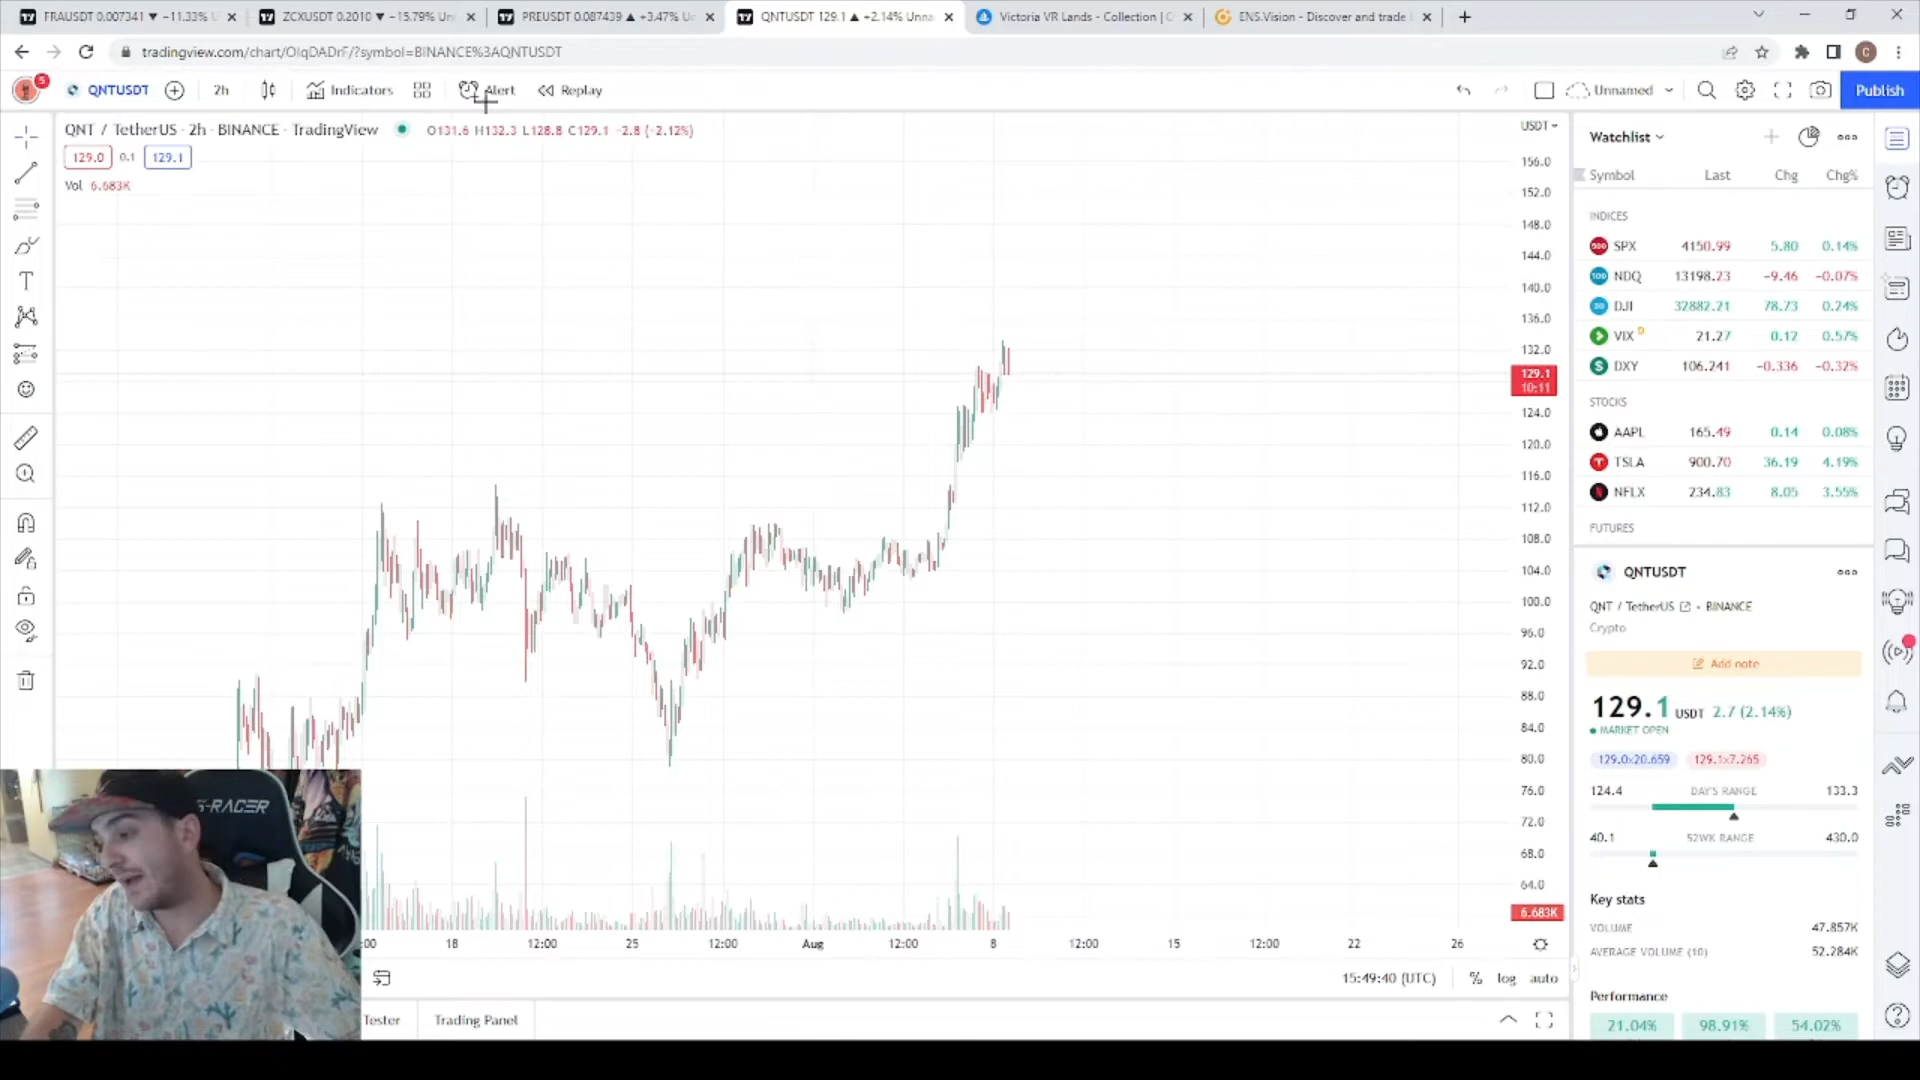 FRAUSDT 0.007341 ▼ −11.33% U
ZCXUSDT 0.2010 ▼ −15.79% Un
PREUSDT 0.087439 ▲ +3.47% U
QNTUSDT 129.1 ▲ +2.14% Unna
Victoria VR Lands - Collection |
ENS.Vision - Discover and trade
tradingview.com/chart/OlqDADrF/?symbol=BINANCE%3AQNTUSDT
C
5
QNTUSDT
2h
Indicators
Alert
Replay
Unnamed
Publish
QNT / TetherUS · 2h · BINANCE · TradingView
O131.6 H132.3 L128.8 C129.1 −2.8 (−2.12%)
129.0 0.1 129.1
Vol 6.683K
USDT
156.0
152.0
148.0
144.0
140.0
136.0
132.0
129.1
10:11
124.0
120.0
116.0
112.0
108.0
104.0
100.0
96.0
92.0
88.0
84.0
80.0
76.0
72.0
68.0
64.0
6.683K
:00 18 12:00 25 12:00 Aug 12:00 8 12:00 15 12:00 22 26
15:49:40 (UTC) % log auto
Tester Trading Panel
Watchlist
Symbol Last Chg Chg%
INDICES
SPX 4150.99 5.80 0.14%
NDQ 13198.23 −9.46 −0.07%
DJI 32882.21 78.73 0.24%
VIX D 21.27 0.12 0.57%
DXY 106.241 −0.336 −0.32%
STOCKS
AAPL 165.49 0.14 0.08%
TSLA 900.70 36.19 4.19%
NFLX 234.83 8.05 3.55%
FUTURES
QNTUSDT
QNT / TetherUS · BINANCE
Crypto
Add note
129.1 USDT 2.7 (2.14%)
MARKET OPEN
129.0×20.659 129.1×7.265
124.4 DAY'S RANGE 133.3
40.1 52WK RANGE 430.0
Key stats
VOLUME 47.857K
AVERAGE VOLUME (10) 52.284K
Performance
21.04% 98.91% 54.02%
S-RACER